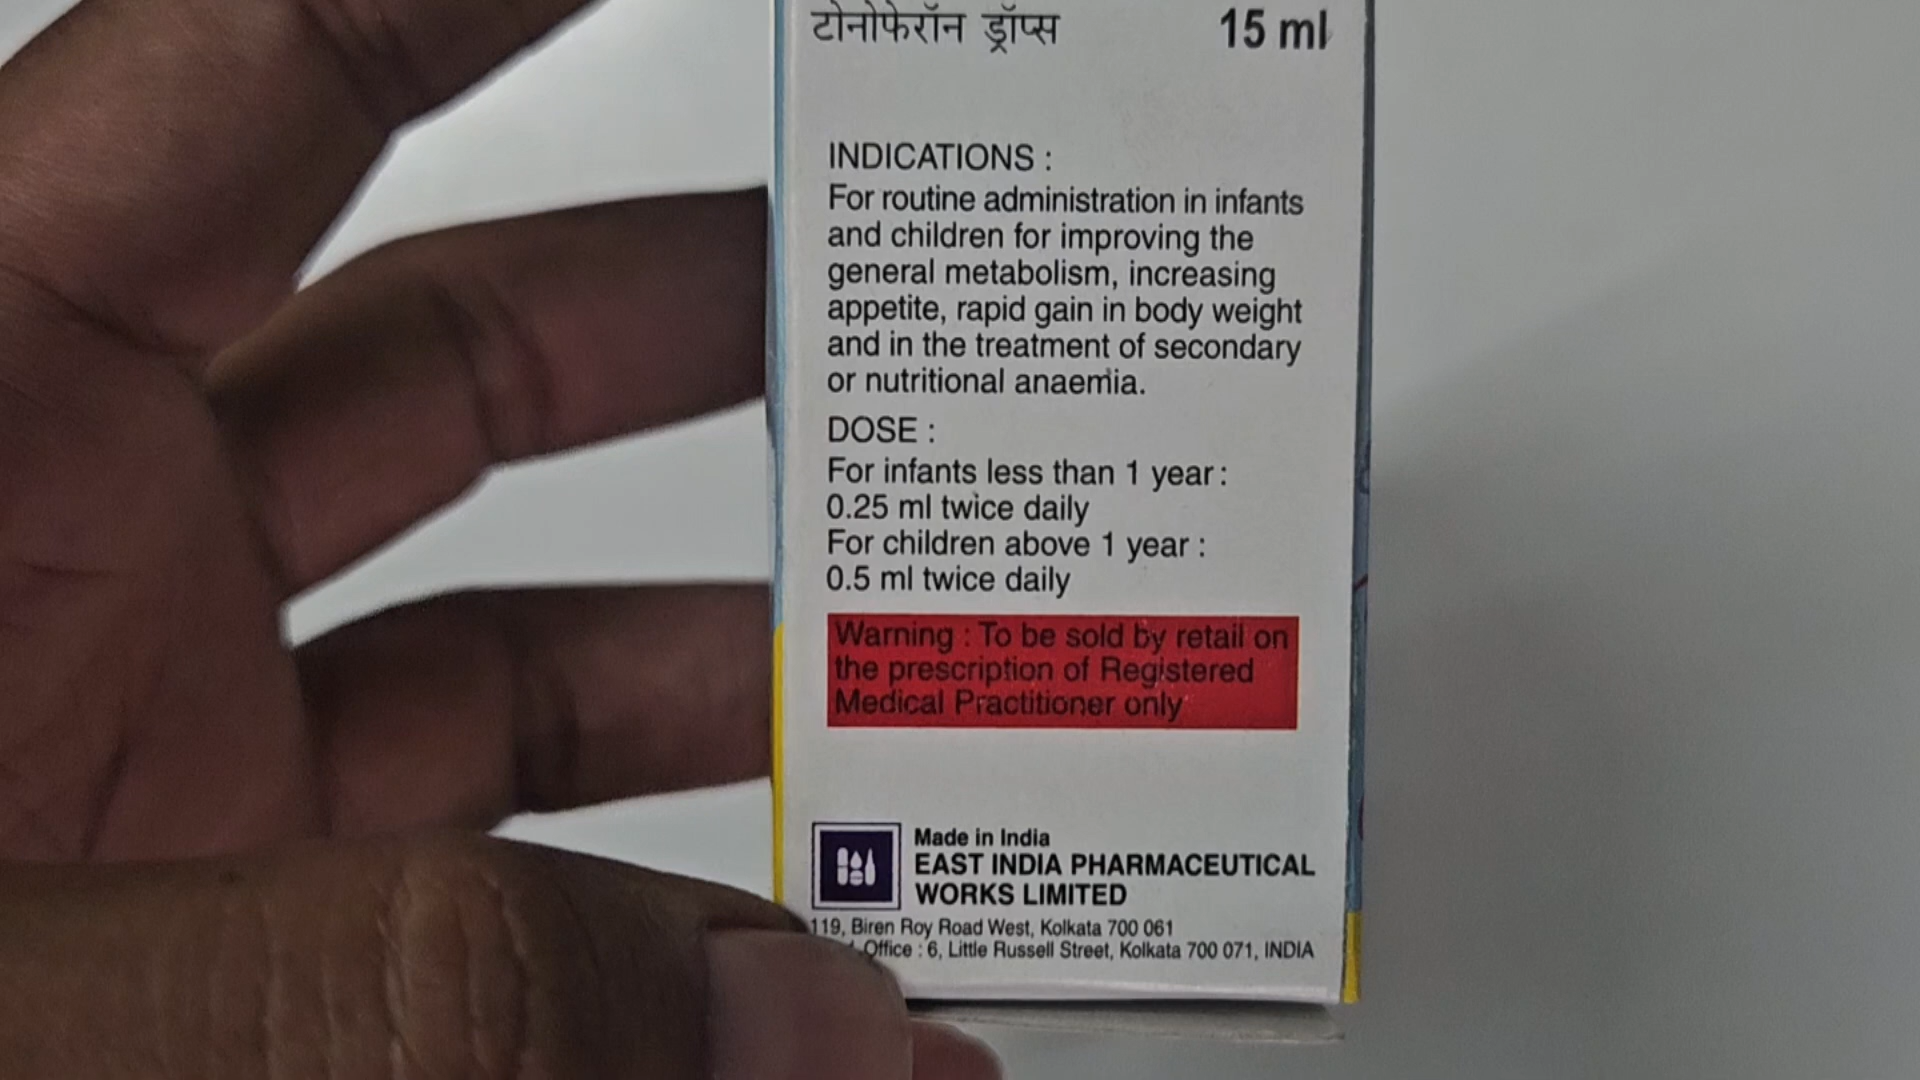 टोनोफेरॉन ड्रॉप्स 15 ml
INDICATIONS :
For routine administration in infants
and children for improving the
general metabolism, increasing
appetite, rapid gain in body weight
and in the treatment of secondary
or nutritional anaemia.
DOSE :
For infants less than 1 year :
0.25 ml twice daily
For children above 1 year :
0.5 ml twice daily
Warning : To be sold by retail on
the prescription of Registered
Medical Practitioner only
Made in India
EAST INDIA PHARMACEUTICAL
WORKS LIMITED
119, Biren Roy Road West, Kolkata 700 061
Office : 6, Little Russell Street, Kolkata 700 071, INDIA